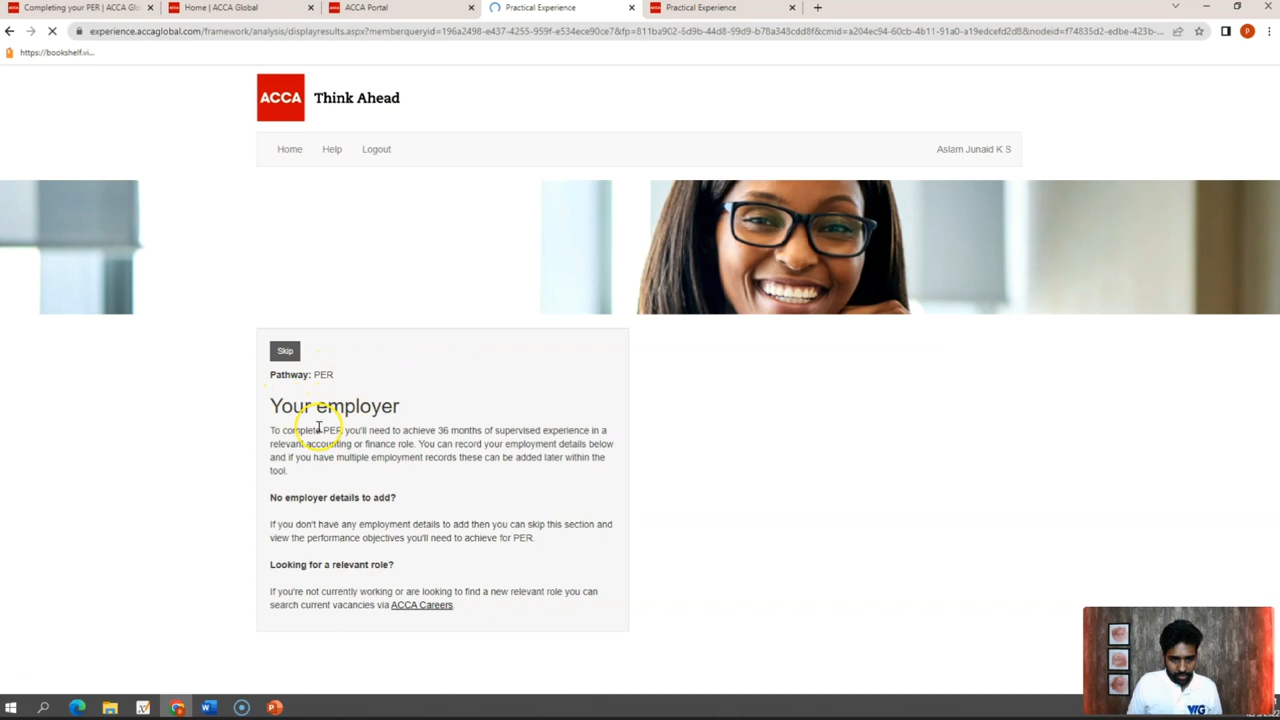 Completing your PER | ACCA Glo
Home | ACCA Global
ACCA Portal
Practical Experience
Practical Experience
experience.accaglobal.com/framework/analysis/displayresults.aspx?memberqueryid=196a2498-e437-4255-959f-e534ece90ce7&fp=811ba902-5d9b-44d8-99d9-b78a348cdd8f&cmid=a204ec94-60cb-4b11-91a0-a19edcefd2d8&nodeid=f74835d2-edbe-423b-...
P
https://bookshelf.vi...
ACCA Think Ahead
Home Help Logout Aslam Junaid K S
Skip
Pathway: PER
Your employer
To complete PER you'll need to achieve 36 months of supervised experience in a
relevant accounting or finance role. You can record your employment details below
and if you have multiple employment records these can be added later within the
tool.
No employer details to add?
If you don't have any employment details to add then you can skip this section and
view the performance objectives you'll need to achieve for PER.
Looking for a relevant role?
If you're not currently working or are looking to find a new relevant role you can
search current vacancies via ACCA Careers.